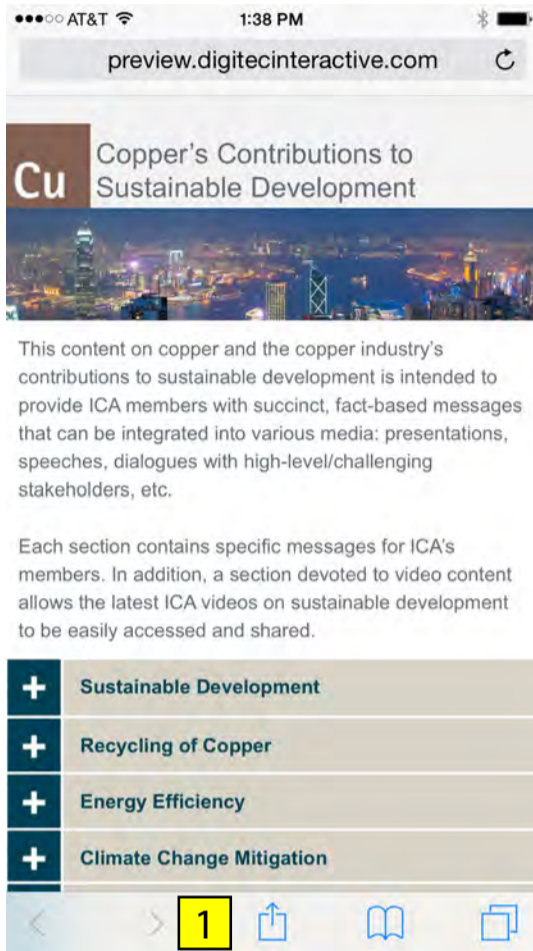 AT&T 1:38 PM
preview.digitecinteractive.com
Cu
Copper's Contributions to
Sustainable Development
This content on copper and the copper industry's
contributions to sustainable development is intended to
provide ICA members with succinct, fact-based messages
that can be integrated into various media: presentations,
speeches, dialogues with high-level/challenging
stakeholders, etc.
Each section contains specific messages for ICA's
members. In addition, a section devoted to video content
allows the latest ICA videos on sustainable development
to be easily accessed and shared.
+ Sustainable Development
+ Recycling of Copper
+ Energy Efficiency
+ Climate Change Mitigation
1